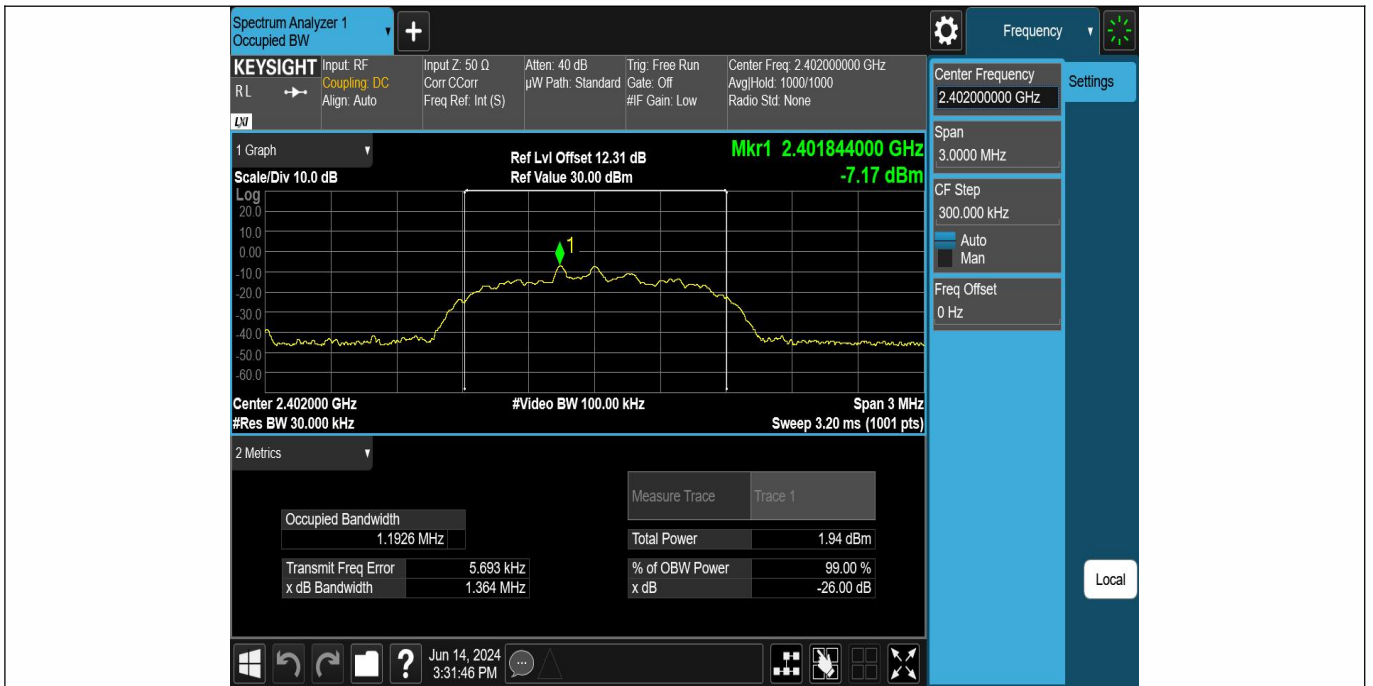 Spectrum Analyzer 1
Occupied BW
+
Frequency
KEYSIGHT
RL
LXI
Input: RF
Coupling: DC
Align: Auto
Input Z: 50 Ω
Corr CCorr
Freq Ref: Int (S)
Atten: 40 dB
µW Path: Standard
Trig: Free Run
Gate: Off
#IF Gain: Low
Center Freq: 2.402000000 GHz
Avg|Hold: 1000/1000
Radio Std: None
Center Frequency
2.402000000 GHz
Settings
Span
3.0000 MHz
CF Step
300.000 kHz
Auto
Man
Freq Offset
0 Hz
Local
1 Graph
Scale/Div 10.0 dB
Ref Lvl Offset 12.31 dB
Ref Value 30.00 dBm
Mkr1 2.401844000 GHz
-7.17 dBm
Log
20.0
10.0
0.00
-10.0
-20.0
-30.0
-40.0
-50.0
-60.0
1
Center 2.402000 GHz
#Video BW 100.00 kHz
Span 3 MHz
#Res BW 30.000 kHz
Sweep 3.20 ms (1001 pts)
2 Metrics
Measure Trace Trace 1
Occupied Bandwidth
1.1926 MHz
Total Power 1.94 dBm
Transmit Freq Error 5.693 kHz
% of OBW Power 99.00 %
x dB Bandwidth 1.364 MHz
x dB -26.00 dB
?
Jun 14, 2024
3:31:46 PM